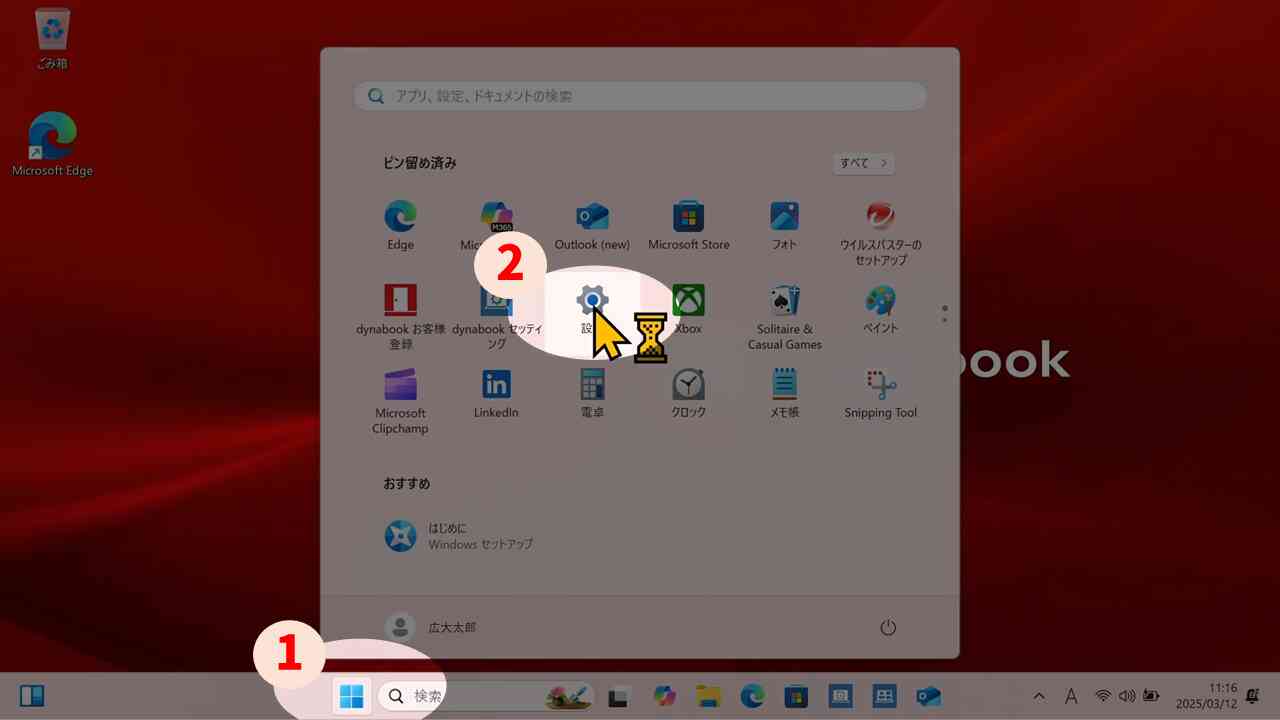 ごみ箱
Microsoft Edge
アプリ、設定、ドキュメントの検索
ピン留め済み
すべて
Edge
M365
Outlook (new)
Microsoft Store
フォト
ウイルスバスターの
セットアップ
2
dynabook お客様
登録
dynabook セッティ
ング
設
Xbox
Solitaire &
Casual Games
ペイント
book
Microsoft
Clipchamp
LinkedIn
電卓
クロック
メモ帳
Snipping Tool
おすすめ
はじめに
Windows セットアップ
広大太郎
1
検索
A
11:16
2025/03/12